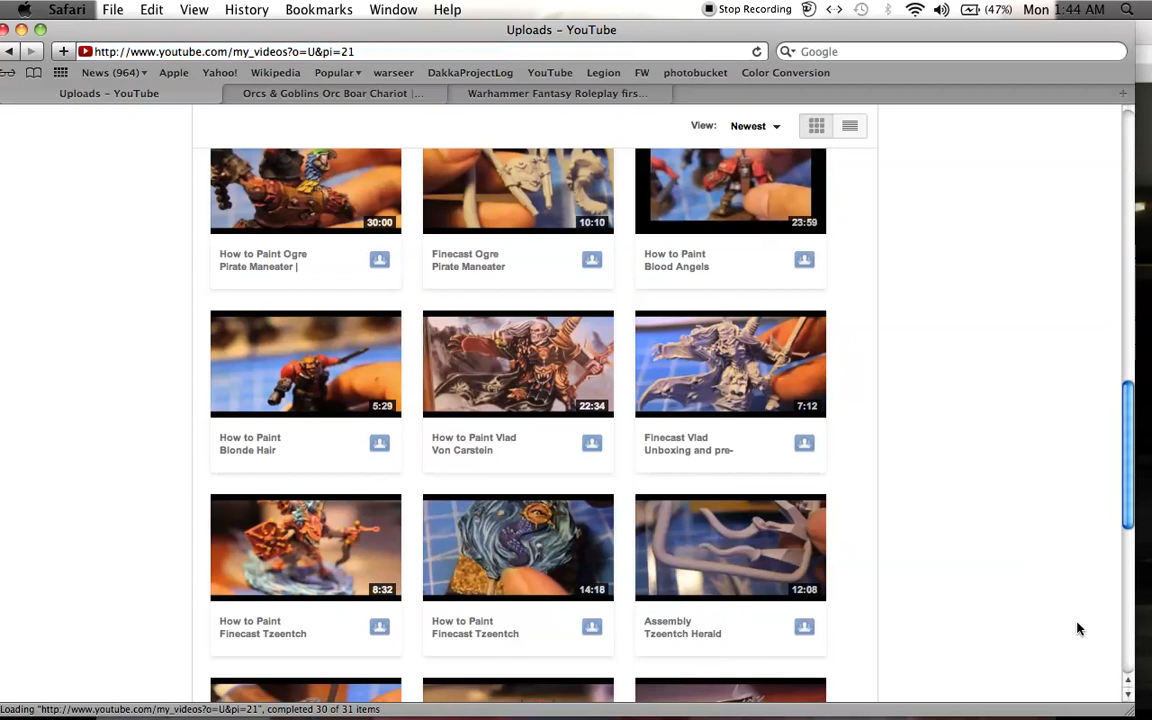 Safari File Edit View History Bookmarks Window Help Stop Recording (47%) Mon 1:44 AM
Uploads – YouTube
http://www.youtube.com/my_videos?o=U&pi=21 Google
News (964) Apple Yahoo! Wikipedia Popular warseer DakkaProjectLog YouTube Legion FW photobucket Color Conversion
Uploads – YouTube Orcs & Goblins Orc Boar Chariot |... Warhammer Fantasy Roleplay firs...
View: Newest
30:00 10:10 23:59
How to Paint Ogre
Pirate Maneater |
Finecast Ogre
Pirate Maneater
How to Paint
Blood Angels
5:29 22:34 7:12
How to Paint
Blonde Hair
How to Paint Vlad
Von Carstein
Finecast Vlad
Unboxing and pre-
8:32 14:18 12:08
How to Paint
Finecast Tzeentch
How to Paint
Finecast Tzeentch
Assembly
Tzeentch Herald
Loading "http://www.youtube.com/my_videos?o=U&pi=21", completed 30 of 31 items